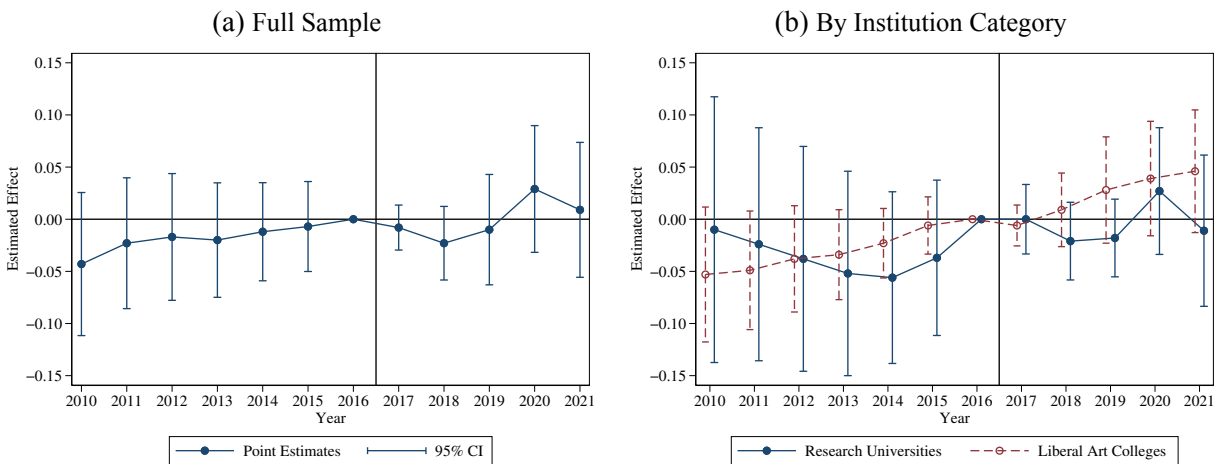 (a) Full Sample
0.15
0.10
0.05
0.00
−0.05
−0.10
−0.15
Estimated Effect
2010 2011 2012 2013 2014 2015 2016 2017 2018 2019 2020 2021
Year
Point Estimates 95% CI
(b) By Institution Category
0.15
0.10
0.05
0.00
−0.05
−0.10
−0.15
Estimated Effect
2010 2011 2012 2013 2014 2015 2016 2017 2018 2019 2020 2021
Year
Research Universities Liberal Art Colleges